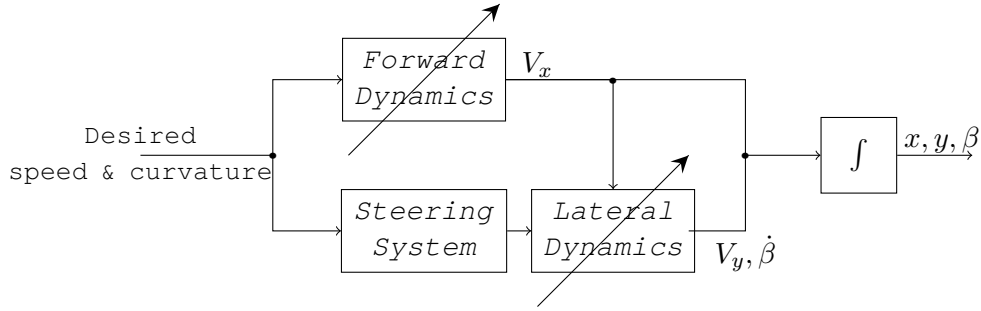 Forward
Dynamics
V_x
Desired
speed & curvature
∫
x, y, β
Steering
System
Lateral
Dynamics
V_y, β̇